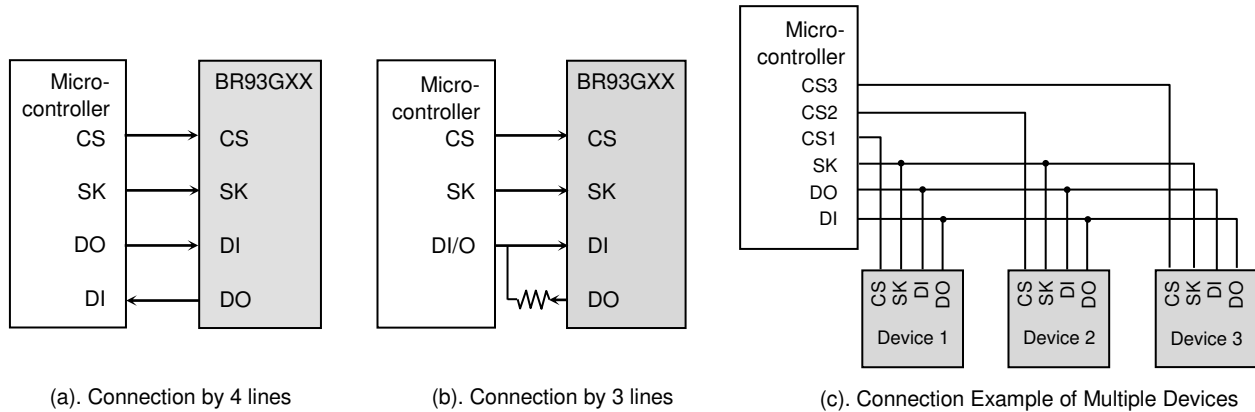 Micro-
controller
CS
SK
DO
DI
BR93GXX
CS
SK
DI
DO
(a). Connection by 4 lines
Micro-
controller
CS
SK
DI/O
BR93GXX
CS
SK
DI
DO
(b). Connection by 3 lines
Micro-
controller
CS3
CS2
CS1
SK
DO
DI
CS
SK
DI
DO
Device 1
CS
SK
DI
DO
Device 2
CS
SK
DI
DO
Device 3
(c). Connection Example of Multiple Devices